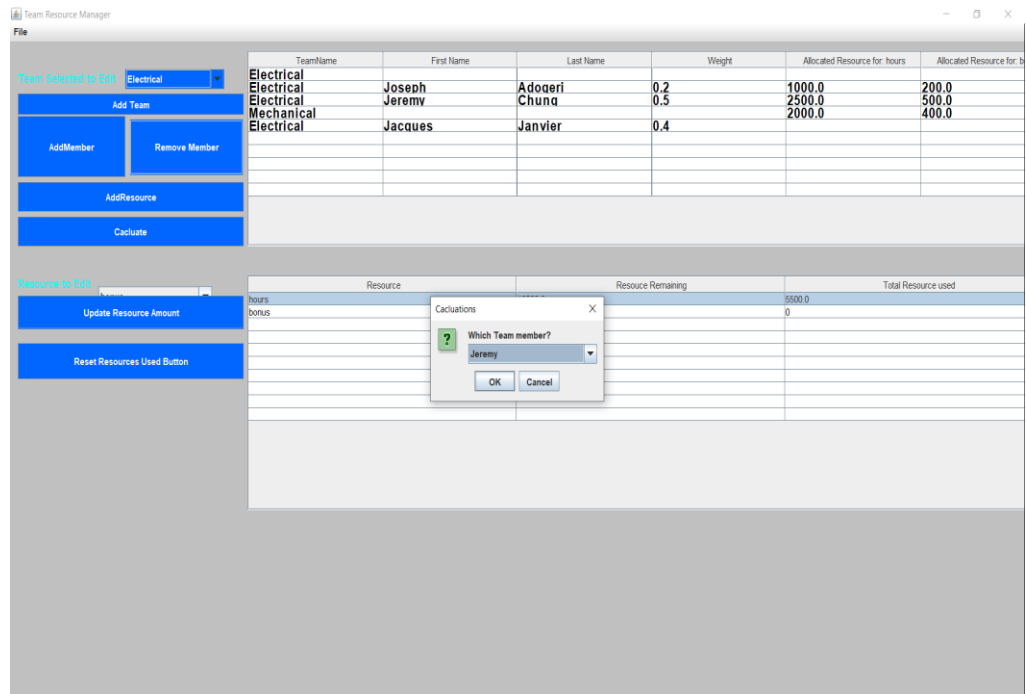 Team Resource Manager
File
TeamName First Name Last Name Weight Allocated Resource for: hours Allocated Resource for: b
Team Selected to Edit Electrical
Electrical
Electrical Joseph Adogeri 0.2 1000.0 200.0
Electrical Jeremy Chung 0.5 2500.0 500.0
Mechanical 2000.0 400.0
Electrical Jacques Janvier 0.4
Add Team
AddMember Remove Member
AddResource
Cacluate
Resource to Edit bonus
Resource Resouce Remaining Total Resource used
hours 5500.0
bonus 0
Update Resource Amount
Reset Resources Used Button
Cacluations
Which Team member?
Jeremy
OK Cancel